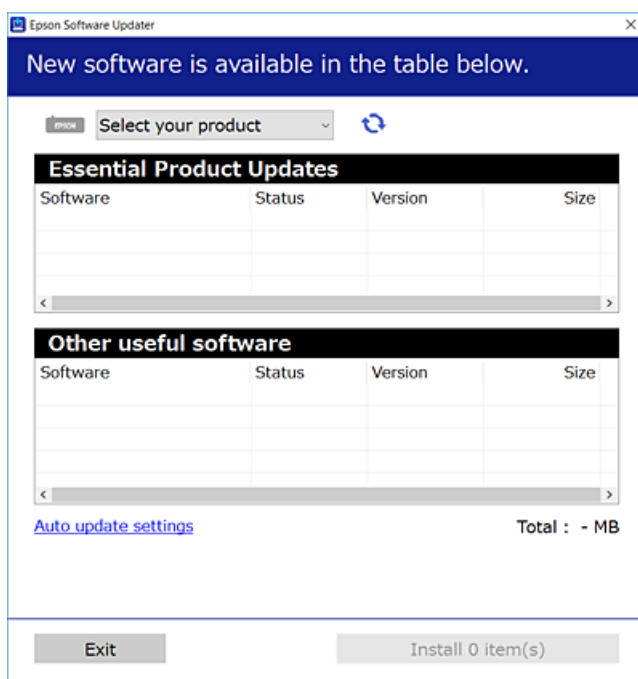 Epson Software Updater
New software is available in the table below.
EPSON Select your product
Essential Product Updates
Software Status Version Size
Other useful software
Software Status Version Size
Auto update settings Total : - MB
Exit Install 0 item(s)